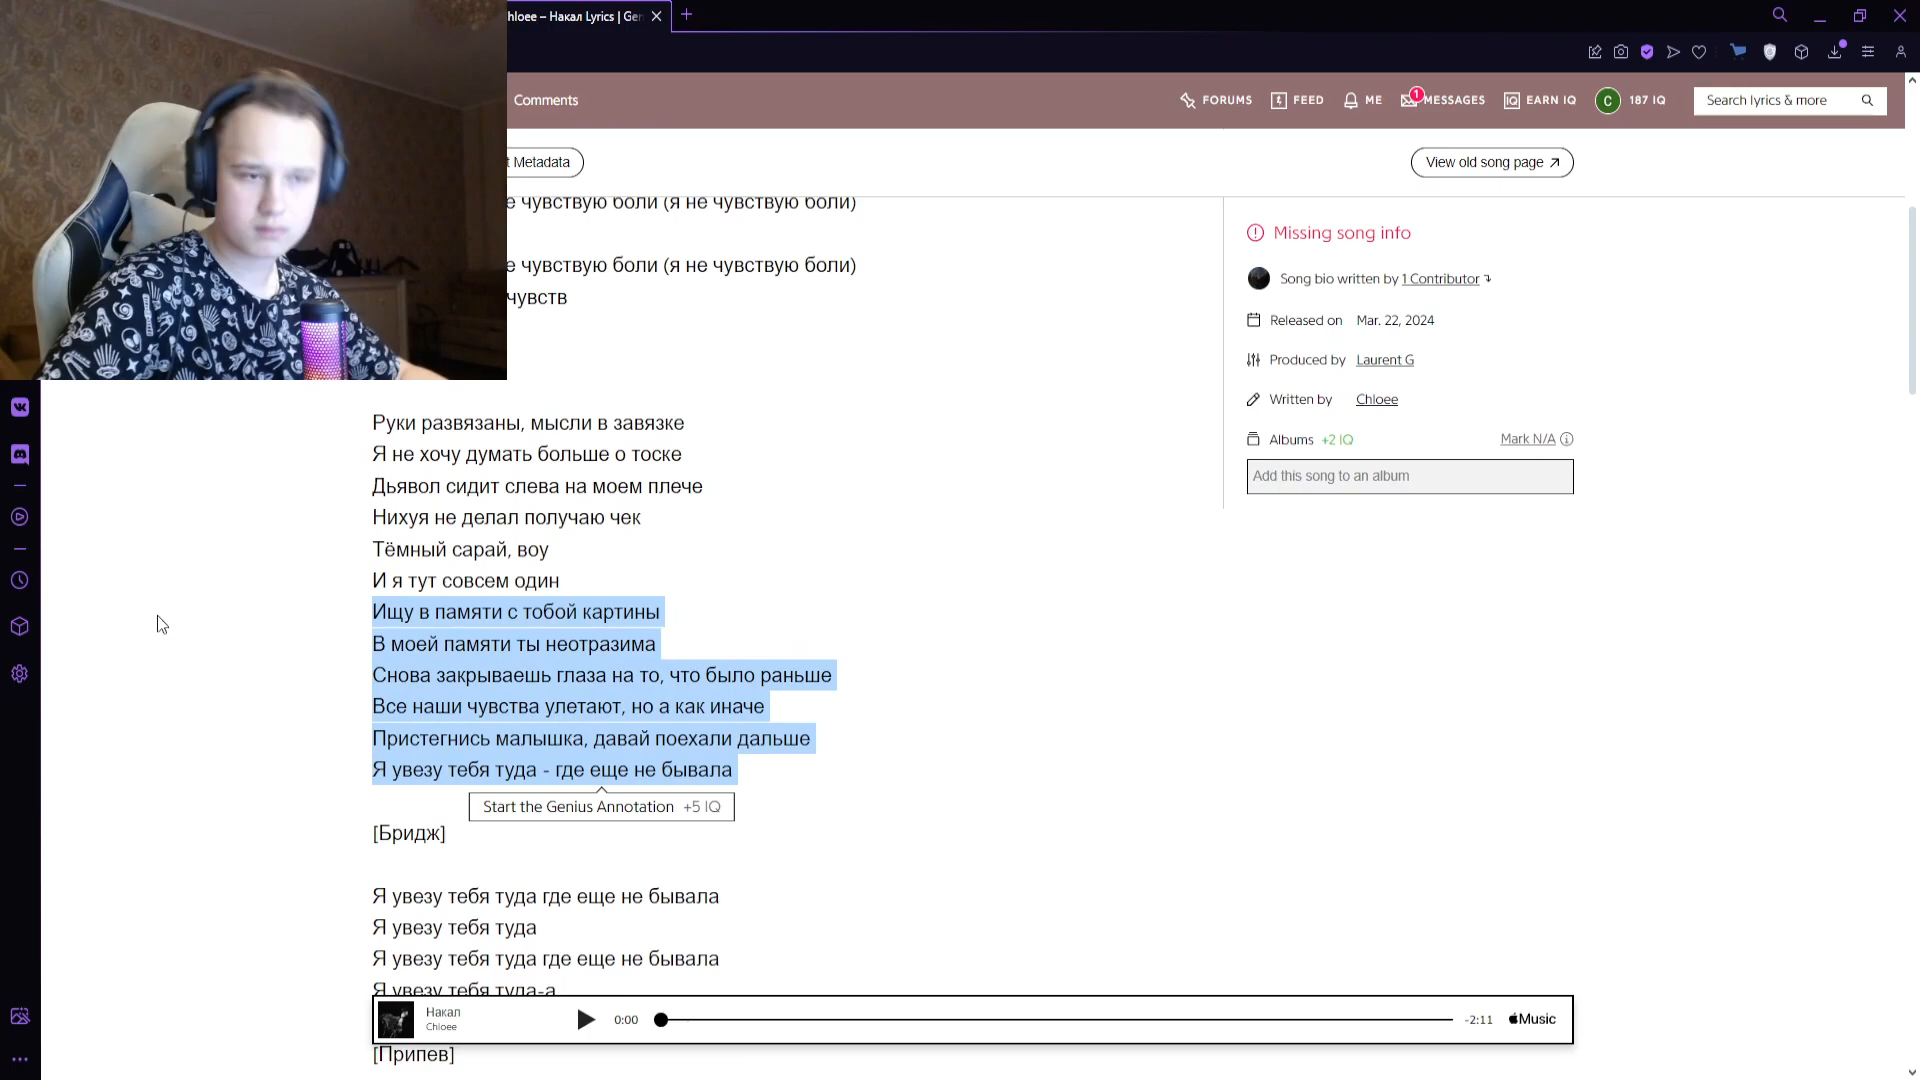 hloee – Накал Lyrics | Gen
Comments
FORUMS
FEED
ME
1
MESSAGES
EARN IQ
C
187 IQ
Search lyrics & more
t Metadata
View old song page
е чувствую боли (я не чувствую боли)
е чувствую боли (я не чувствую боли)
чувств
Руки развязаны, мысли в завязке
Я не хочу думать больше о тоске
Дьявол сидит слева на моем плече
Нихуя не делал получаю чек
Тёмный сарай, воу
И я тут совсем один
Ищу в памяти с тобой картины
В моей памяти ты неотразима
Снова закрываешь глаза на то, что было раньше
Все наши чувства улетают, но а как иначе
Пристегнись малышка, давай поехали дальше
Я увезу тебя туда - где еще не бывала
Start the Genius Annotation +5 IQ
[Бридж]
Я увезу тебя туда где еще не бывала
Я увезу тебя туда
Я увезу тебя туда где еще не бывала
Я увезу тебя туда-а
[Припев]
Missing song info
Song bio written by 1 Contributor
Released on Mar. 22, 2024
Produced by Laurent G
Written by Chloee
Albums +2 IQ Mark N/A
Add this song to an album
Накал
Chloee
0:00
-2:11
Music